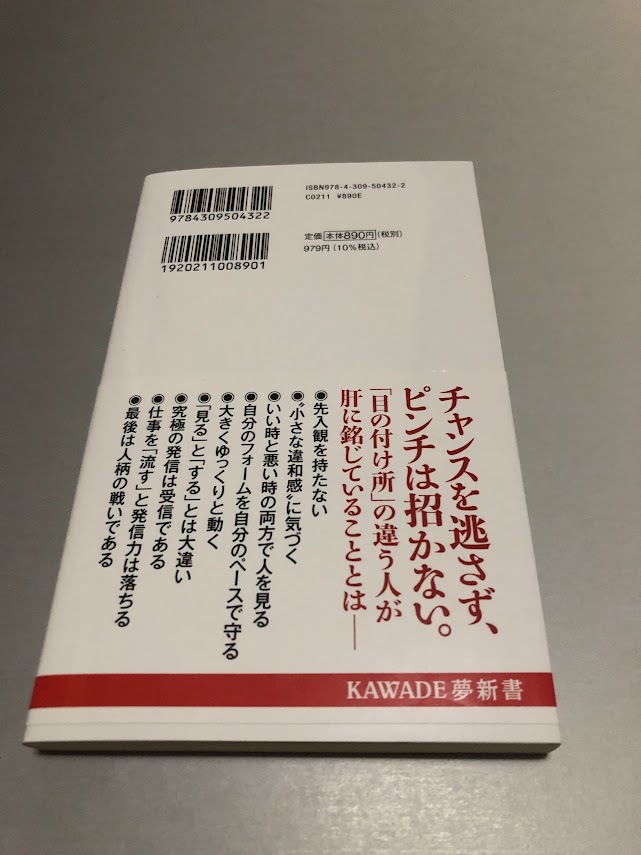 9784309504322
ISBN978-4-309-50432-2
C0211 ¥890E
1920211008901
定価 本体890円(税別)
979円(10%税込)
チャンスを逃さず、
ピンチは招かない。
「目の付け所」の違う人が
肝に銘じていることとは──
◉先入観を持たない
◉“小さな違和感”に気づく
◉いい時と悪い時の両方で人を見る
◉自分のフォームを自分のペースで守る
◉大きくゆっくりと動く
◉「見る」と「する」とは大違い
◉究極の発信は受信である
◉仕事を「流す」と発信力は落ちる
◉最後は人柄の戦いである
KAWADE夢新書